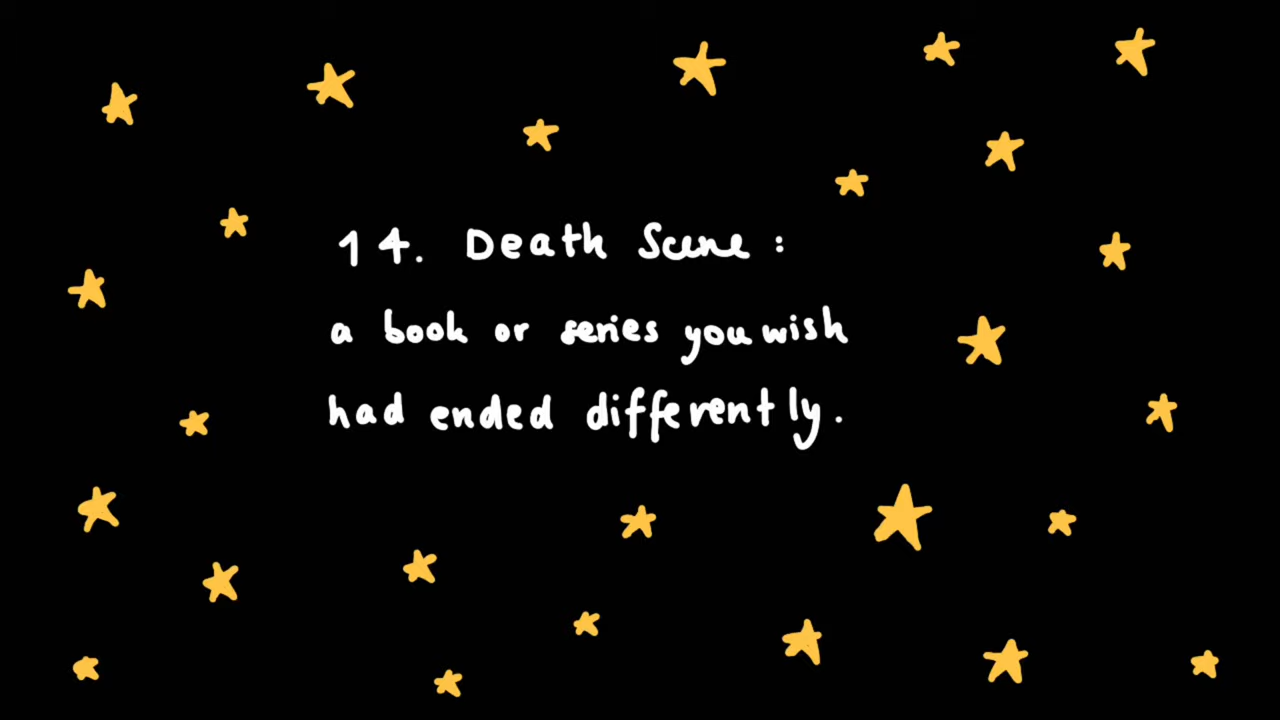 14. Death Scene:
a book or series you wish
had ended differently.